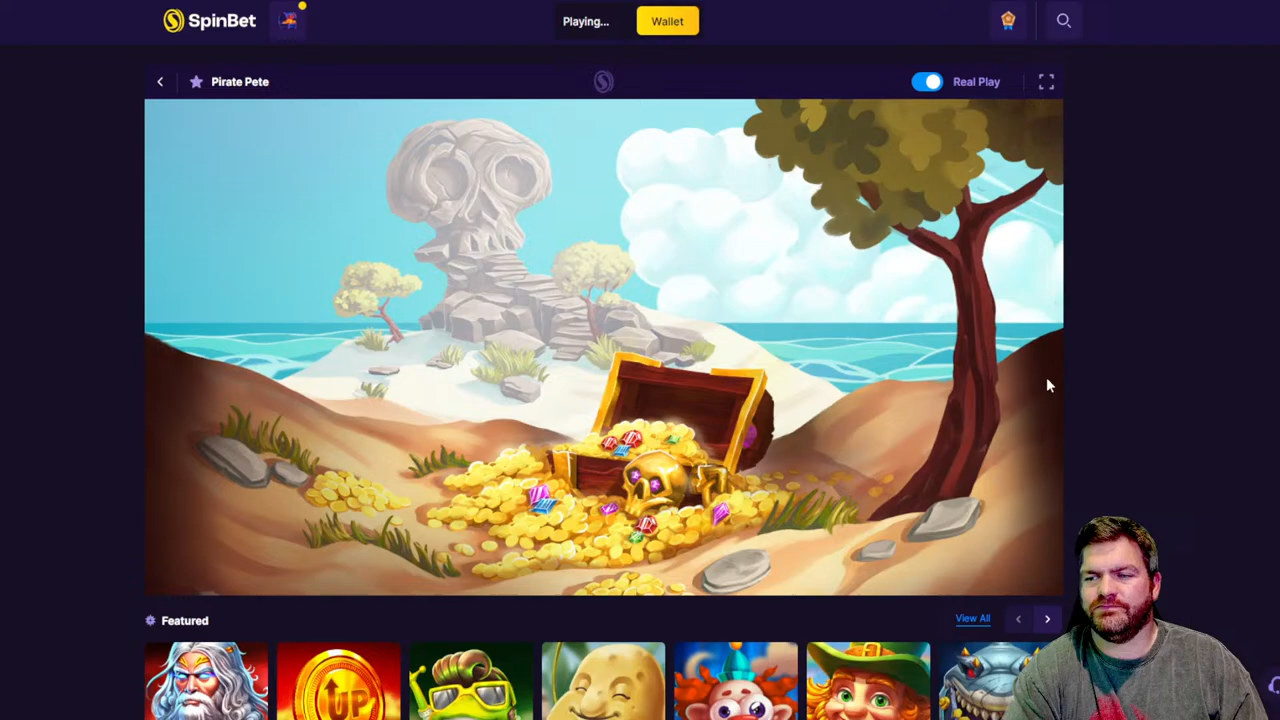 SpinBet
Playing...
Wallet
Pirate Pete
Real Play
Featured
View All
UP